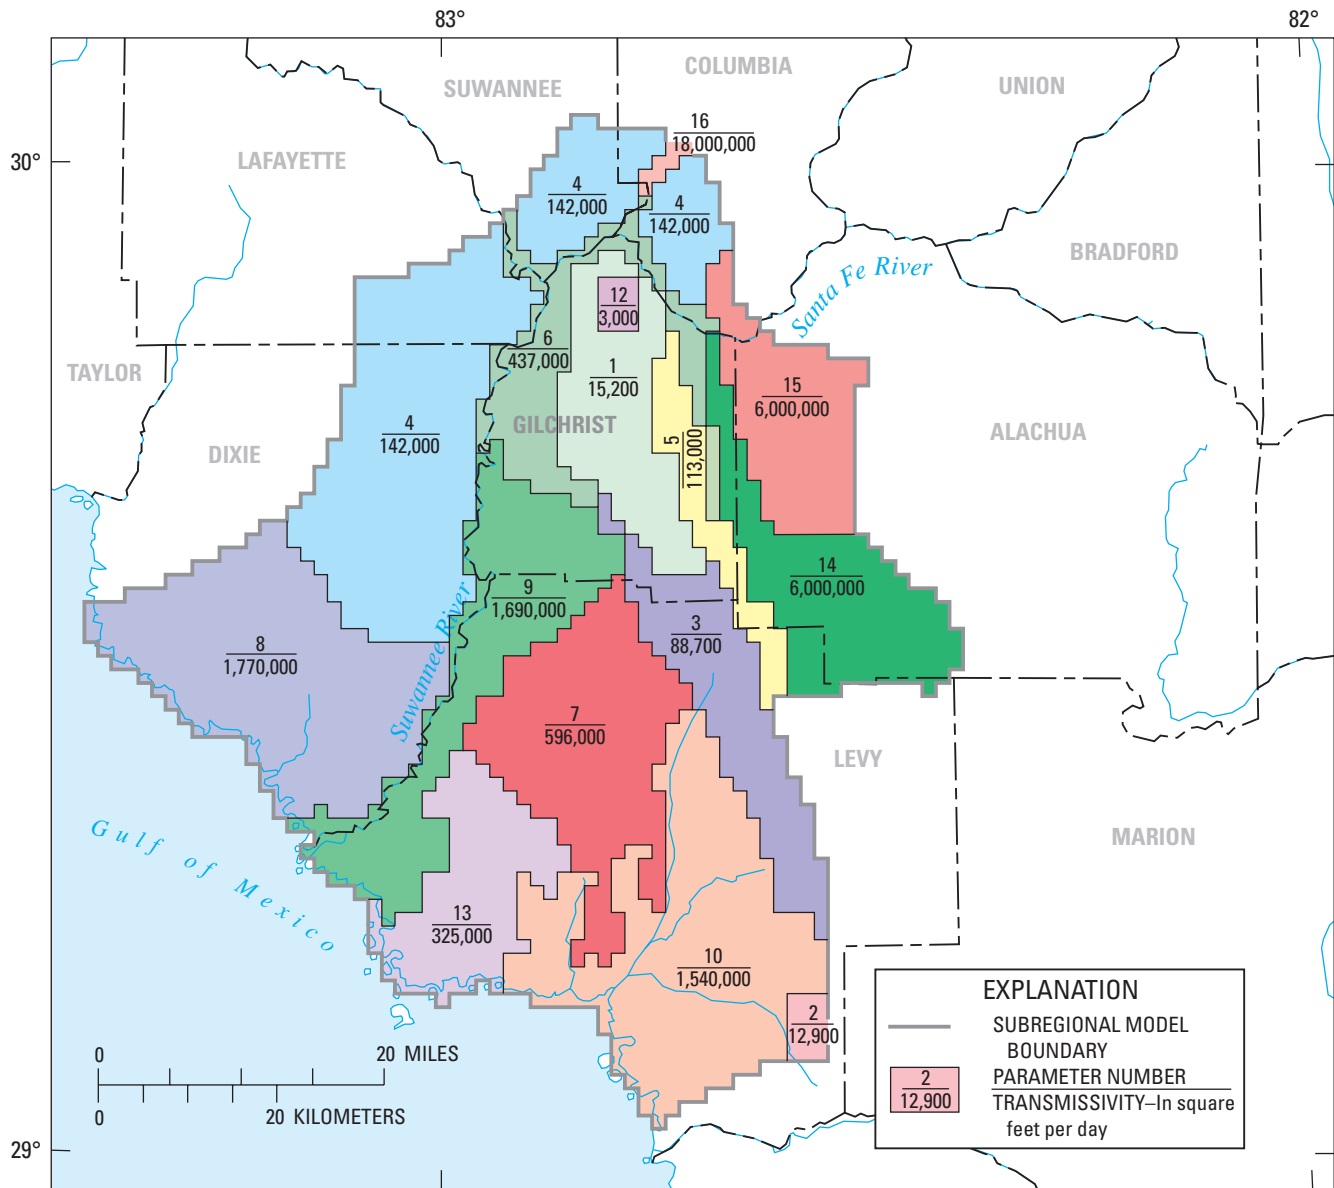 83°
82°
COLUMBIA
SUWANNEE
UNION
16
18,000,000
30°
LAFAYETTE
4
142,000
4
142,000
BRADFORD
Santa Fe River
12
3,000
6
437,000
TAYLOR
1
15,200
15
6,000,000
4
142,000
GILCHRIST
5
113,000
ALACHUA
DIXIE
14
6,000,000
9
1,690,000
3
88,700
8
1,770,000
Suwannee River
7
596,000
LEVY
Gulf of Mexico
MARION
13
325,000
10
1,540,000
2
12,900
EXPLANATION
SUBREGIONAL MODEL
BOUNDARY
2
12,900
PARAMETER NUMBER
TRANSMISSIVITY–In square
feet per day
0
20 MILES
0
20 KILOMETERS
29°